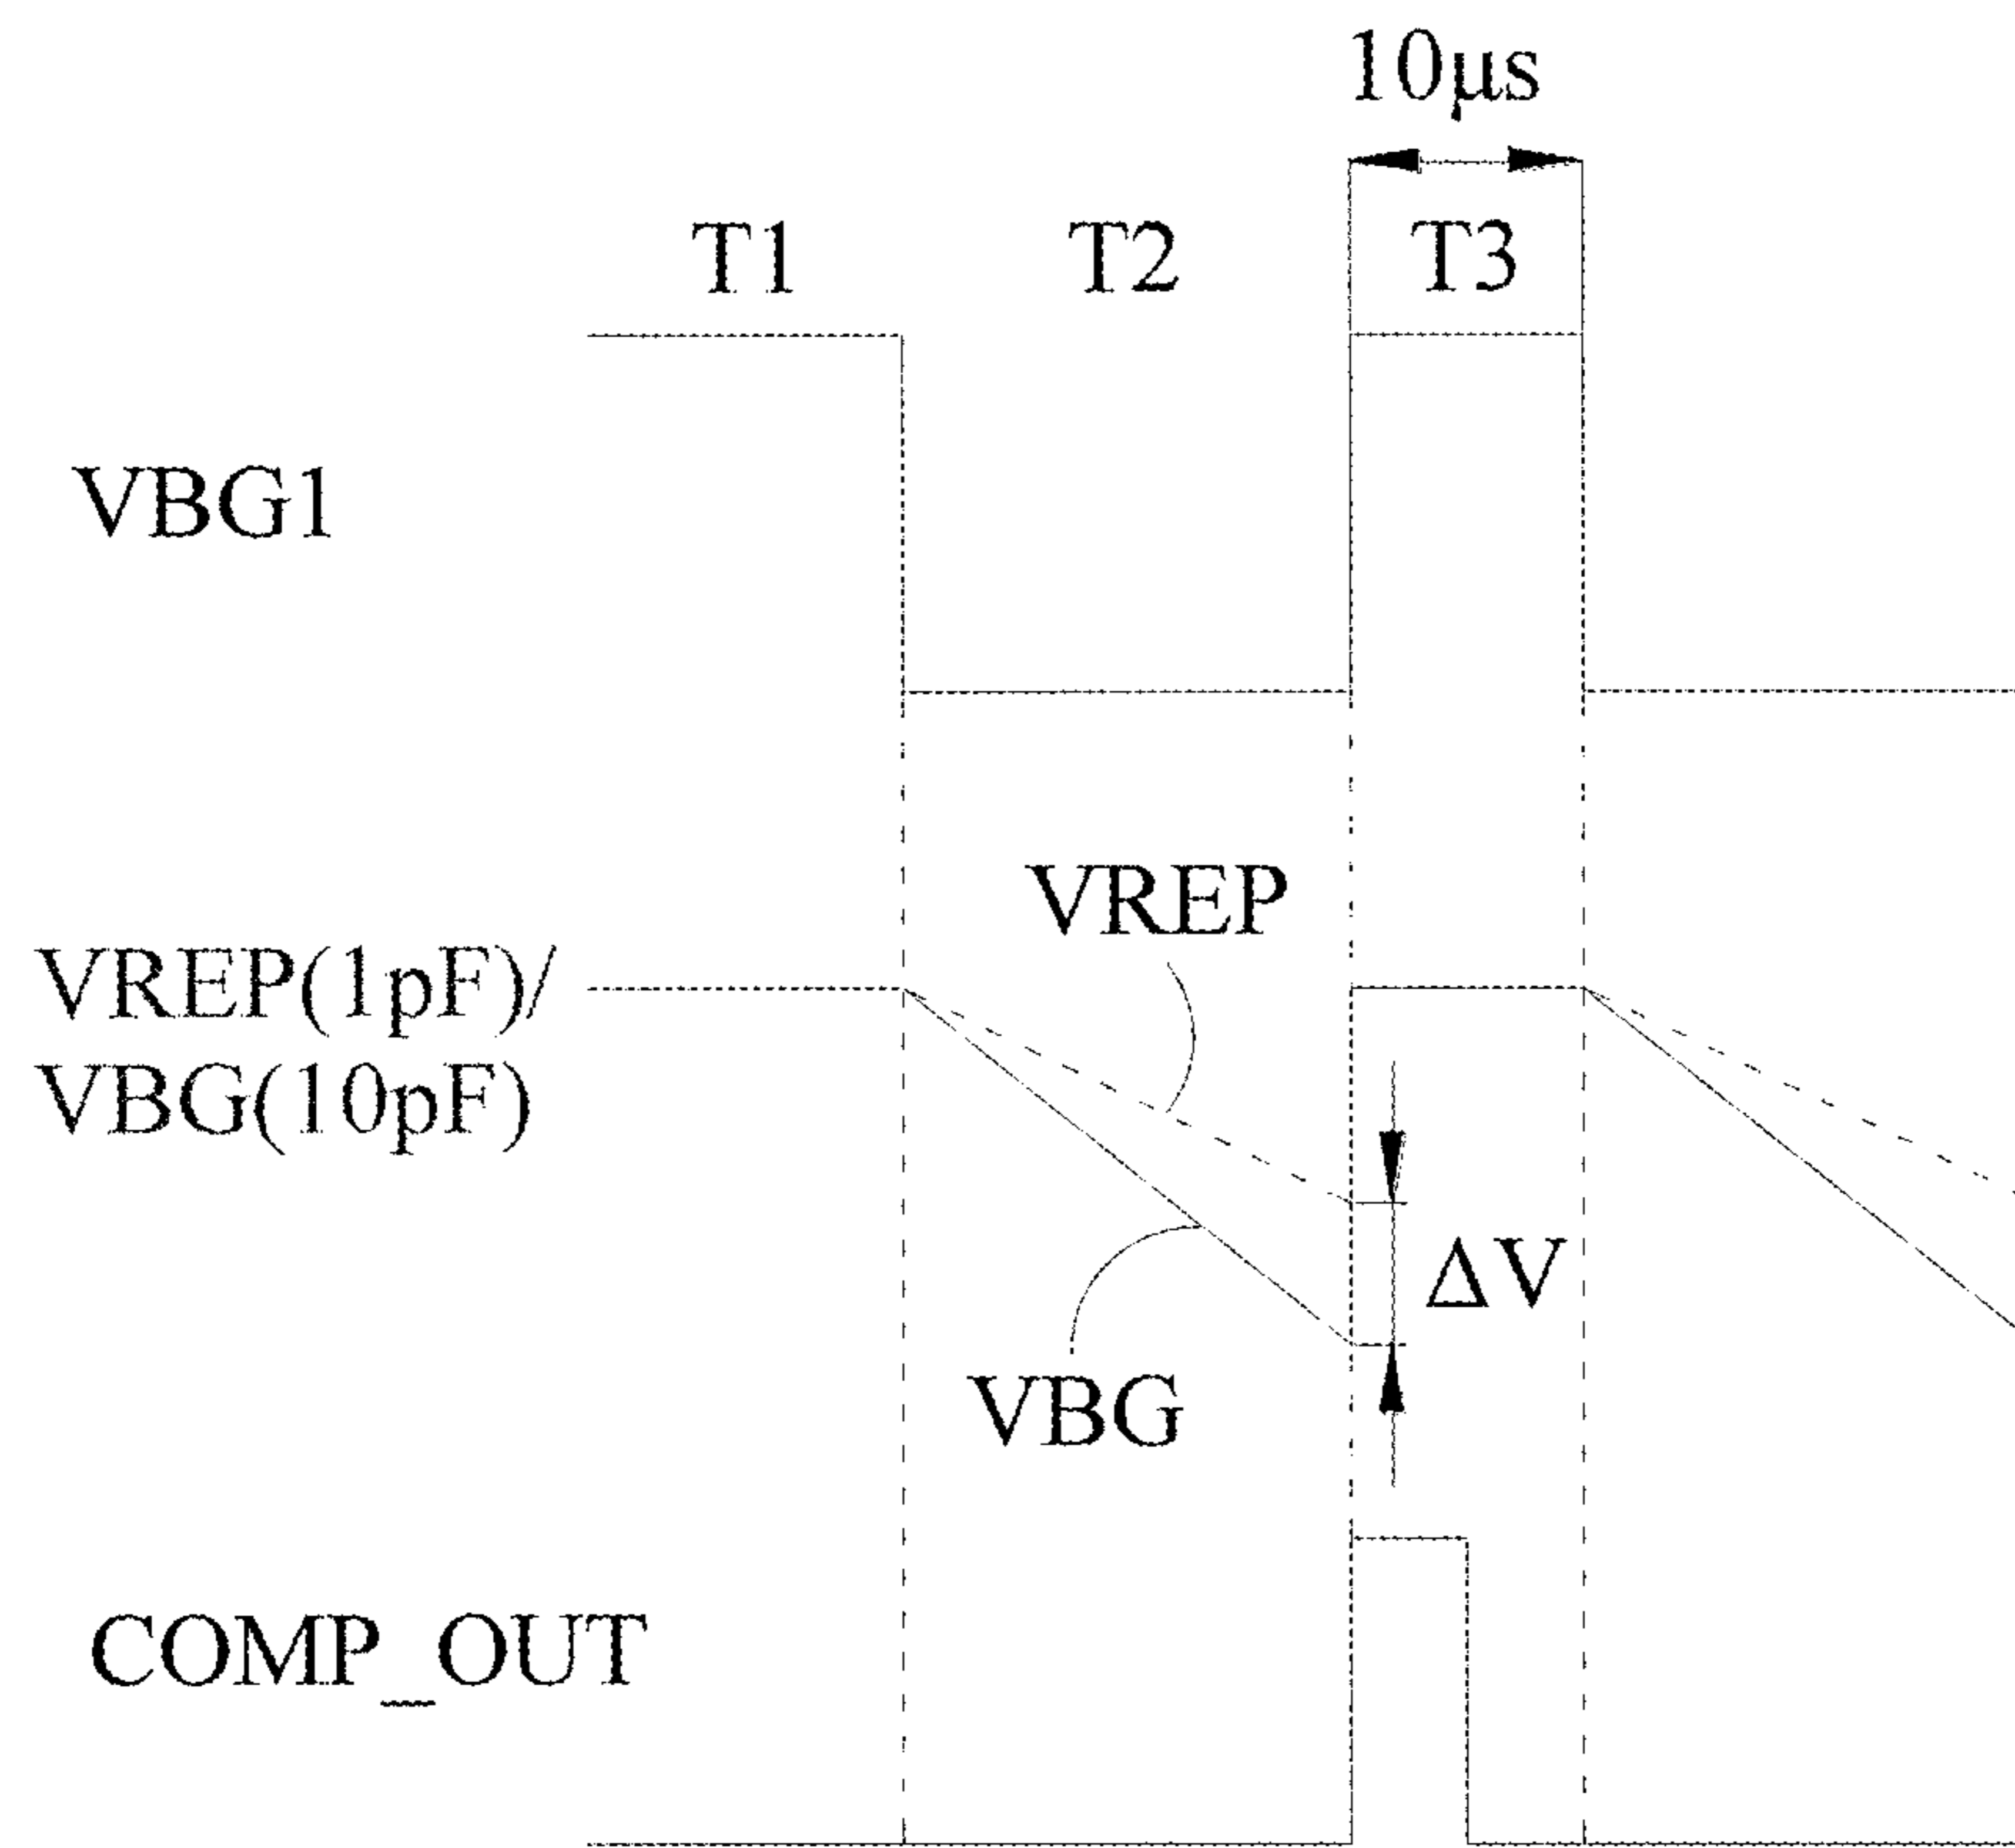 10μs
T1 T2 T3
VBG1
VREP
VREP(1pF)/
VBG(10pF)
ΔV
VBG
COMP_OUT